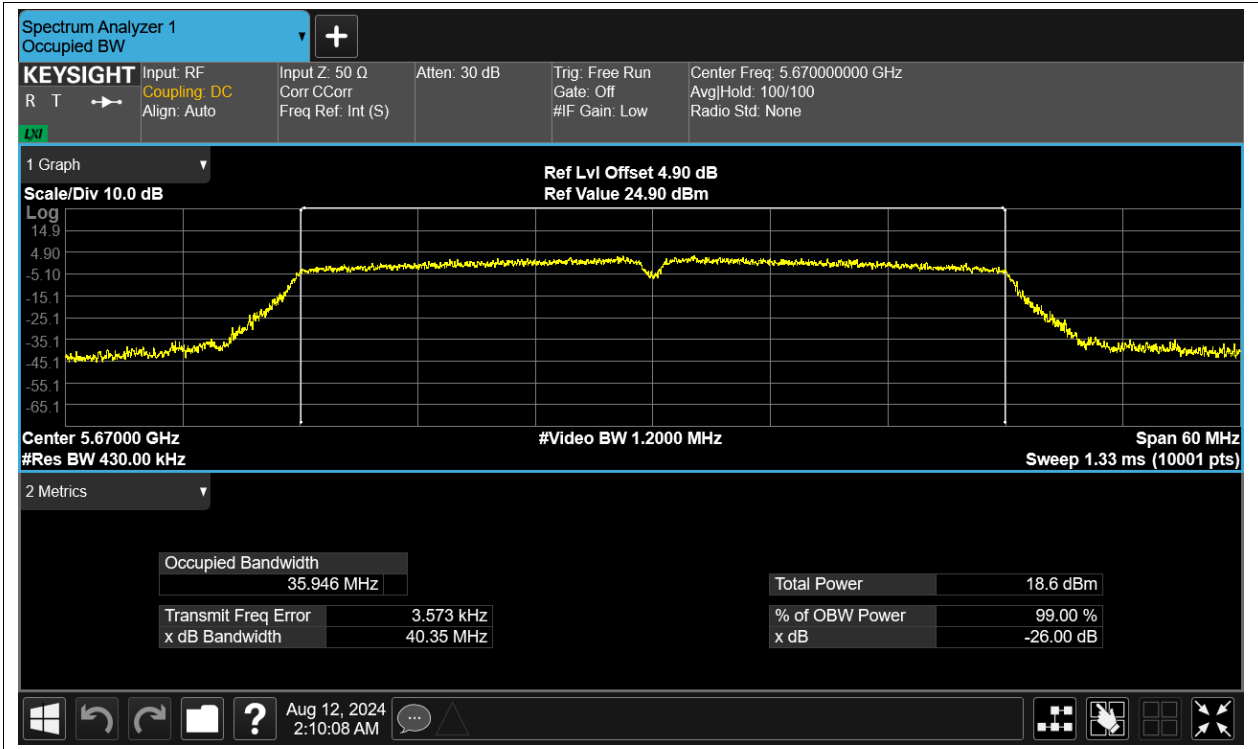 Spectrum Analyzer 1
Occupied BW
KEYSIGHT
R T
LXI
Input: RF
Coupling: DC
Align: Auto
Input Z: 50 Ω
Corr CCorr
Freq Ref: Int (S)
Atten: 30 dB
Trig: Free Run
Gate: Off
#IF Gain: Low
Center Freq: 5.670000000 GHz
Avg|Hold: 100/100
Radio Std: None
1 Graph
Scale/Div 10.0 dB
Ref Lvl Offset 4.90 dB
Ref Value 24.90 dBm
Log
14.9
4.90
-5.10
-15.1
-25.1
-35.1
-45.1
-55.1
-65.1
Center 5.67000 GHz
#Res BW 430.00 kHz
#Video BW 1.2000 MHz
Span 60 MHz
Sweep 1.33 ms (10001 pts)
2 Metrics
Occupied Bandwidth
35.946 MHz
Transmit Freq Error 3.573 kHz
x dB Bandwidth 40.35 MHz
Total Power 18.6 dBm
% of OBW Power 99.00 %
x dB -26.00 dB
?
Aug 12, 2024
2:10:08 AM